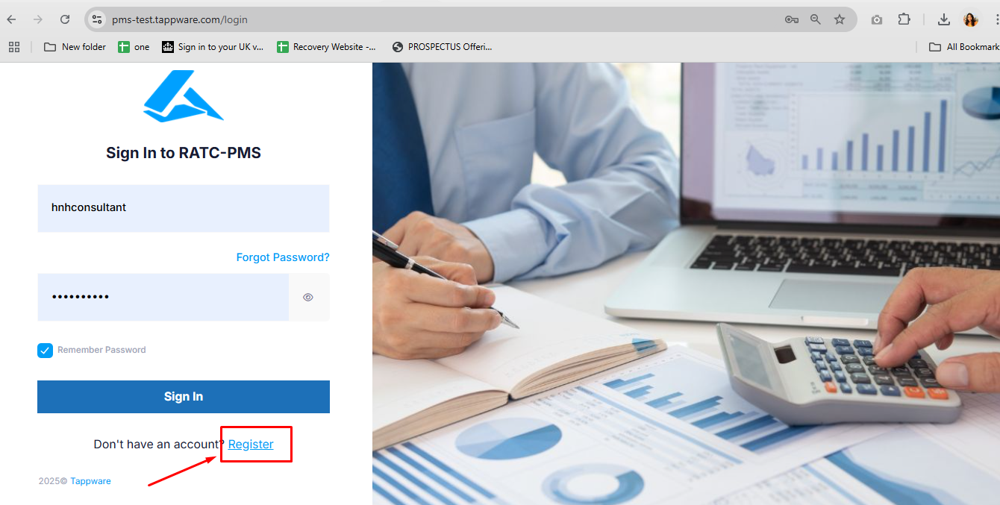 pms-test.tappware.com/login
New folder
one
Sign in to your UK v...
Recovery Website -...
PROSPECTUS Offeri...
All Bookmark
Sign In to RATC-PMS
hnhconsultant
Forgot Password?
••••••••••
Remember Password
Sign In
Don't have an account? Register
2025© Tappware